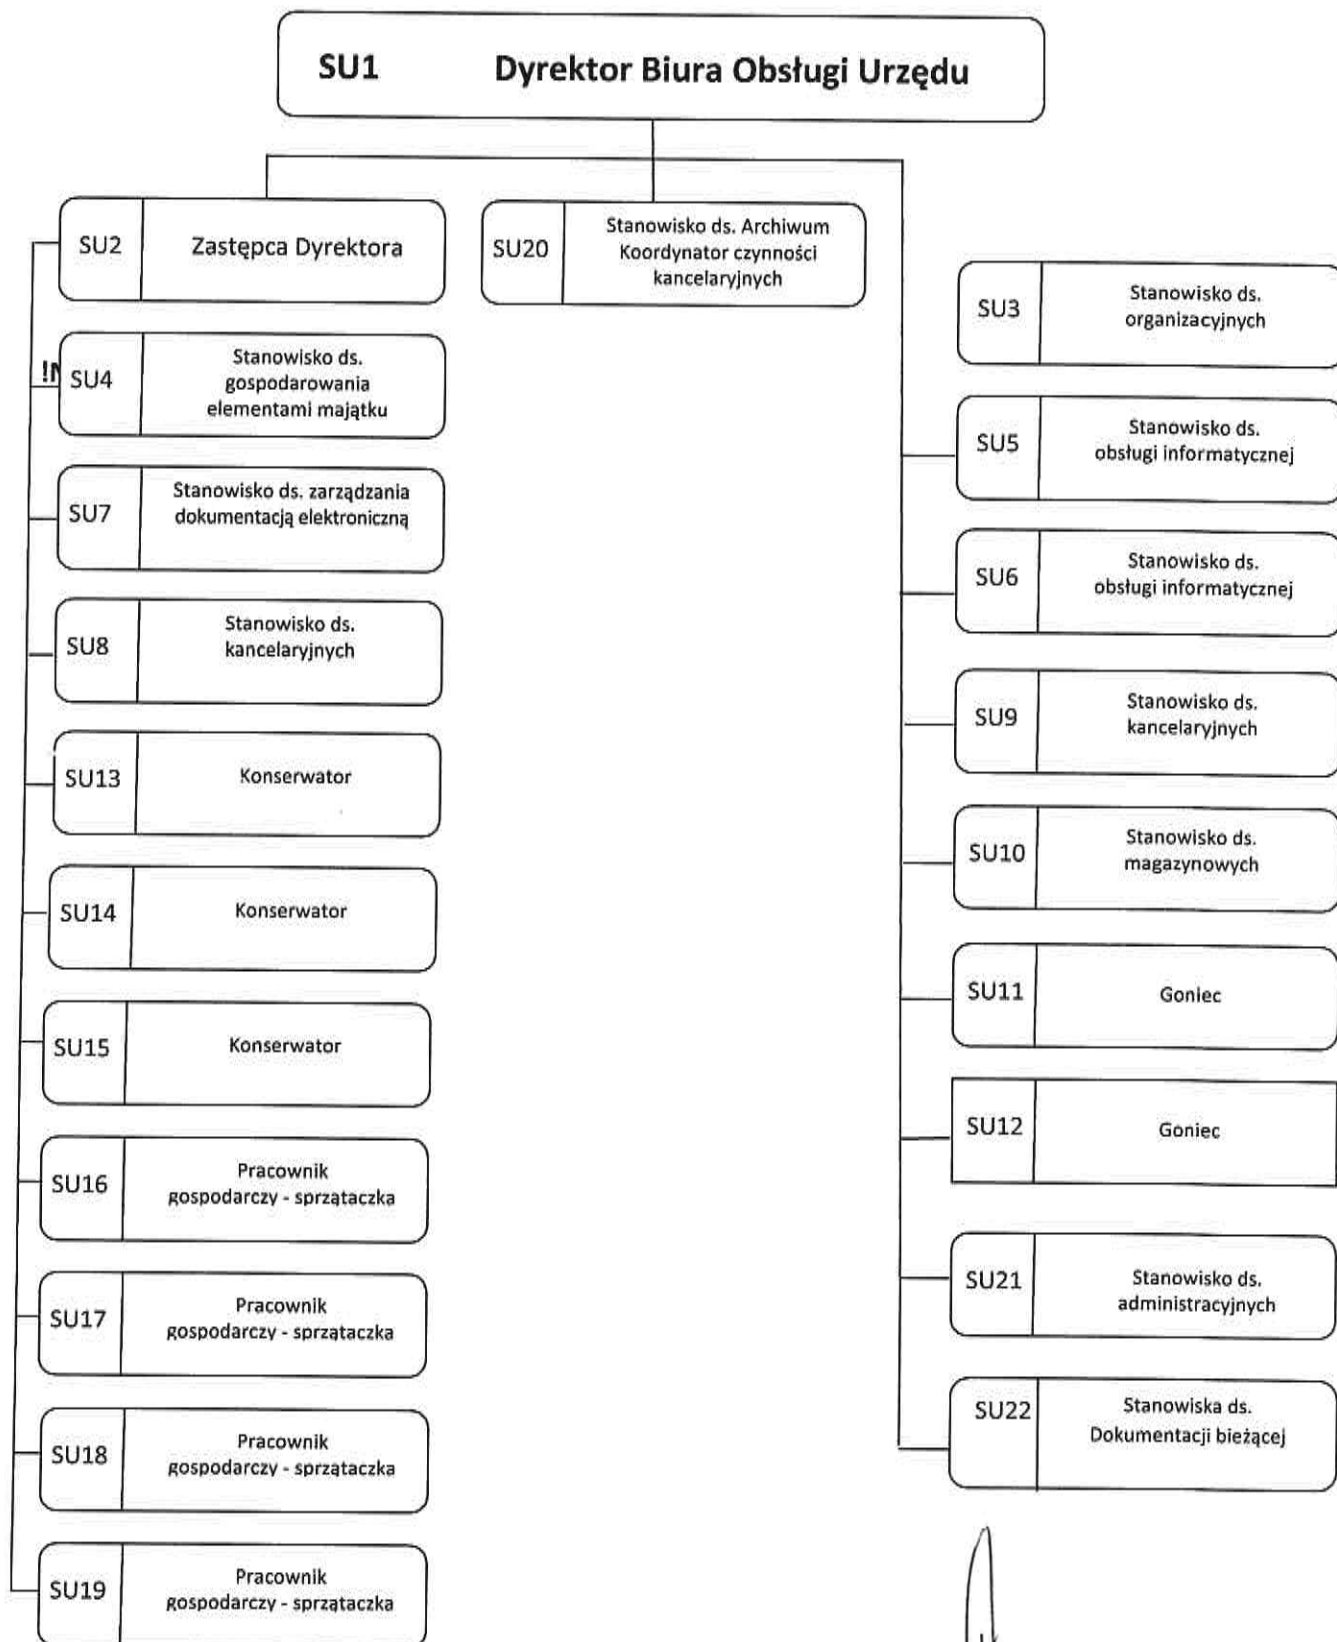 SU1 Dyrektor Biura Obsługi Urzędu
SU2 Zastępca Dyrektora
SU20
Stanowisko ds. Archiwum
Koordynator czynności
kancelaryjnych
SU4
Stanowisko ds.
gospodarowania
elementami majątku
SU7
Stanowisko ds. zarządzania
dokumentacją elektroniczną
SU8
Stanowisko ds.
kancelaryjnych
SU13 Konserwator
SU14 Konserwator
SU15 Konserwator
SU16
Pracownik
gospodarczy - sprzątaczka
SU17
Pracownik
gospodarczy - sprzątaczka
SU18
Pracownik
gospodarczy - sprzątaczka
SU19
Pracownik
gospodarczy - sprzątaczka
SU3
Stanowisko ds.
organizacyjnych
SU5
Stanowisko ds.
obsługi informatycznej
SU6
Stanowisko ds.
obsługi informatycznej
SU9
Stanowisko ds.
kancelaryjnych
SU10
Stanowisko ds.
magazynowych
SU11 Goniec
SU12 Goniec
SU21
Stanowisko ds.
administracyjnych
SU22
Stanowiska ds.
Dokumentacji bieżącej